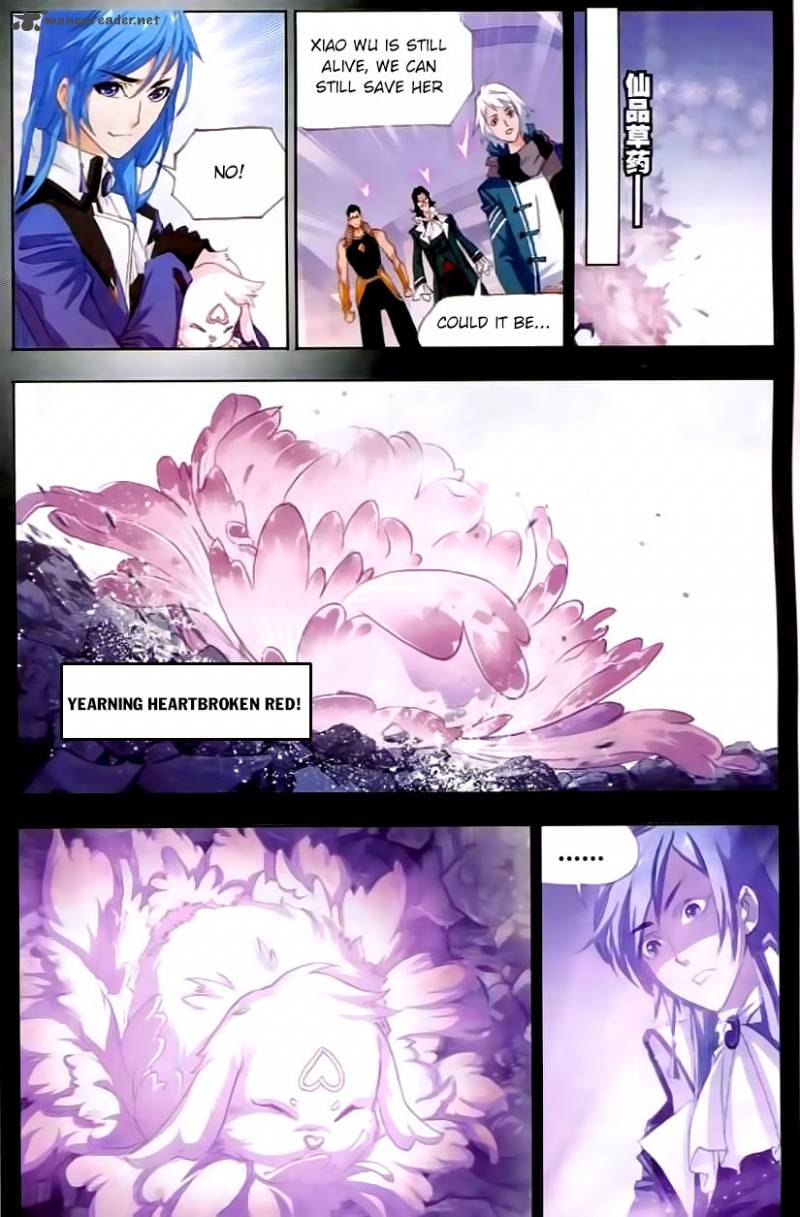 mangareader.net
NO!
XIAO WU IS STILL
ALIVE, WE CAN
STILL SAVE HER
COULD IT BE...
仙品草药——
YEARNING HEARTBROKEN RED!
......